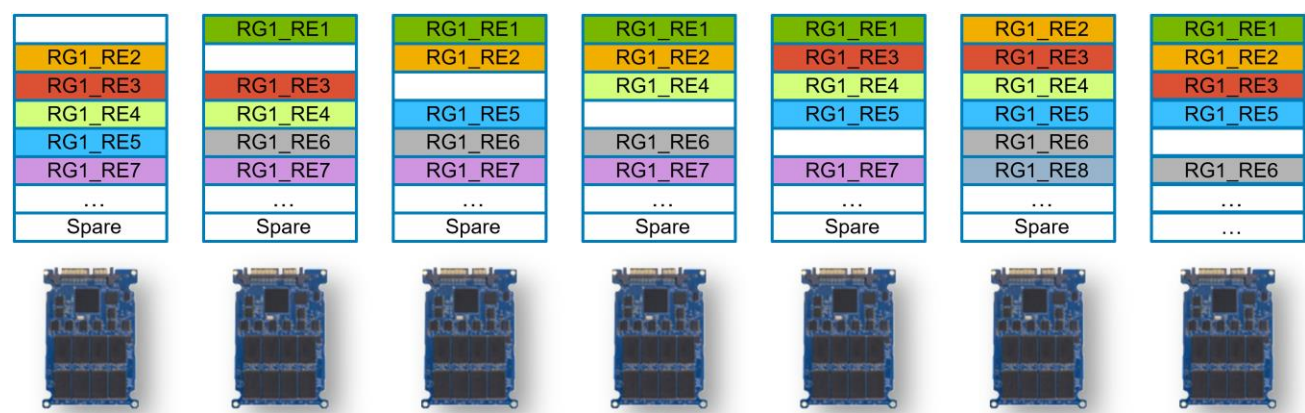 RG1_RE1 RG1_RE1 RG1_RE1 RG1_RE1 RG1_RE2 RG1_RE1
RG1_RE2 RG1_RE2 RG1_RE2 RG1_RE3 RG1_RE3 RG1_RE2
RG1_RE3 RG1_RE3 RG1_RE4 RG1_RE4 RG1_RE4 RG1_RE3
RG1_RE4 RG1_RE4 RG1_RE5 RG1_RE5 RG1_RE5 RG1_RE5
RG1_RE5 RG1_RE6 RG1_RE6 RG1_RE6 RG1_RE6
RG1_RE7 RG1_RE7 RG1_RE7 RG1_RE7 RG1_RE7 RG1_RE8 RG1_RE6
... ... ... ... ... ... ...
Spare Spare Spare Spare Spare Spare ...